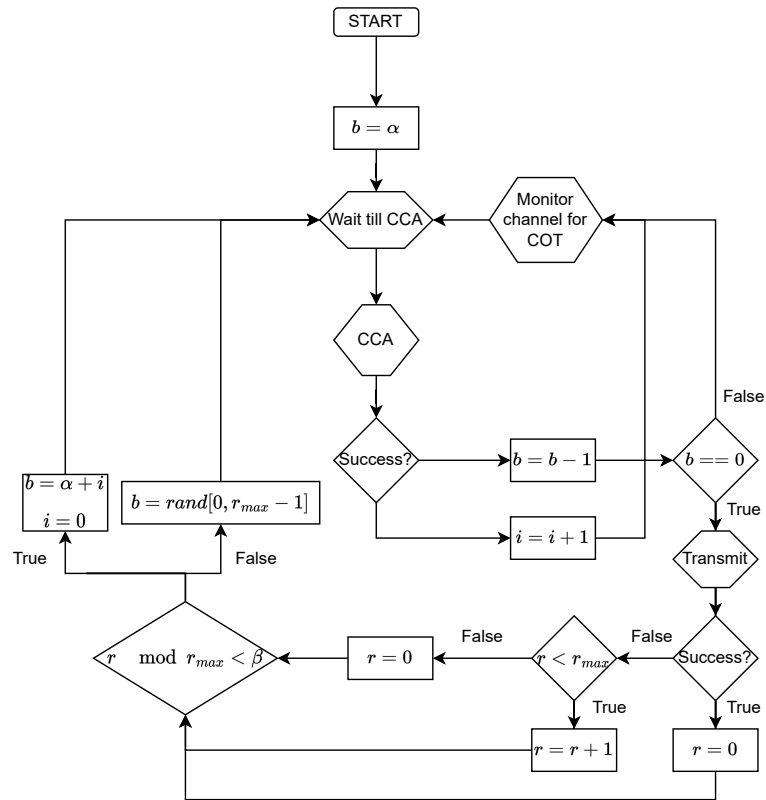 START
b = α
Wait till CCA
Monitor
channel for
COT
CCA
False
Success?
b = b − 1
b == 0
b = α + i
i = 0
b = rand[0, r_max − 1]
True
i = i + 1
True
False
Transmit
r mod r_max < β
r = 0
False
r < r_max
False
Success?
True
True
r = r + 1
r = 0